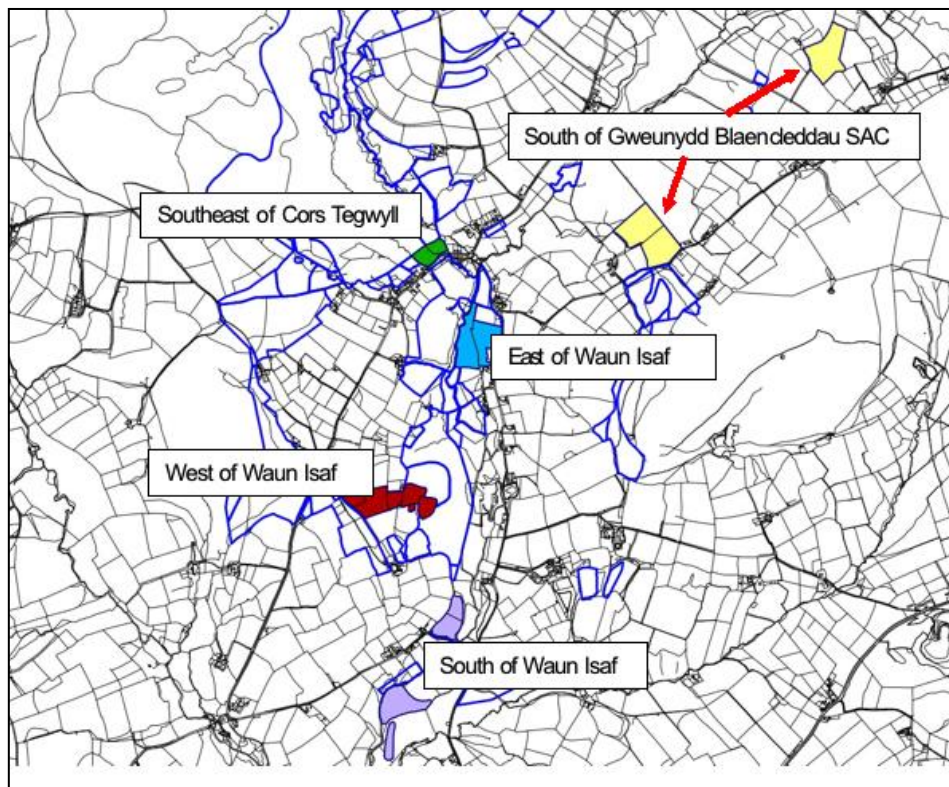 South of Gweunydd Blaencleddau SAC
Southeast of Cors Tegwyll
East of Waun Isaf
West of Waun Isaf
South of Waun Isaf